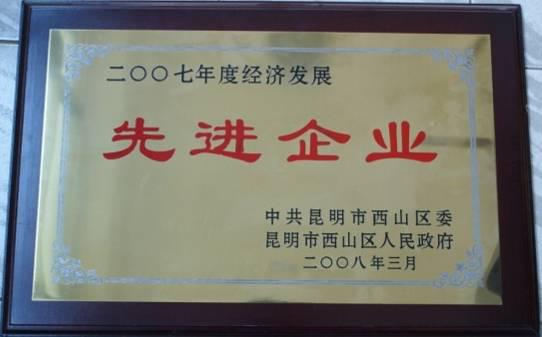 二〇〇七年度经济发展
先进企业
中共昆明市西山区委
昆明市西山区人民政府
二〇〇八年三月